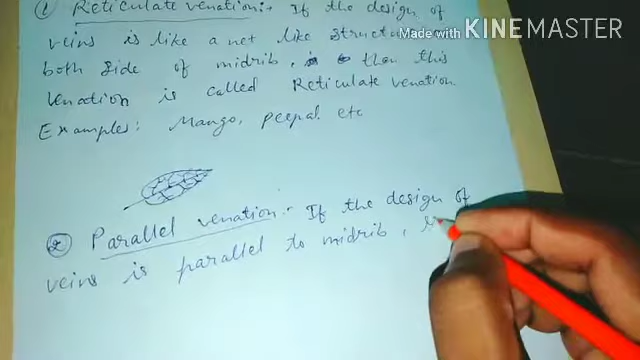 Made with KINEMASTER
① Reticulate venation:- If the design of
veins is like a net like
both side of midrib, then this
venation is called Reticulate venation
Examples: Mango, peepal etc
② Parallel venation:- If the design of
veins is parallel to midrib,